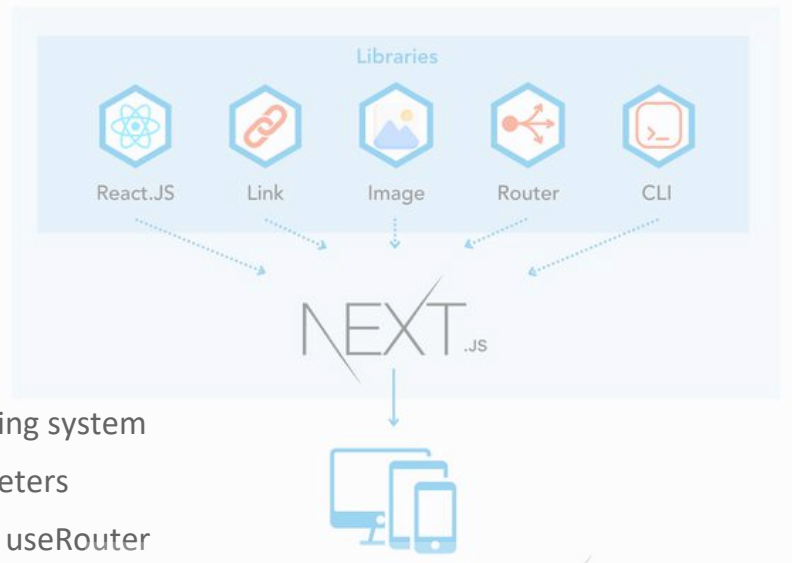 Libraries
React.JS Link Image Router CLI
NEXT.JS
ing system
eters
useRouter